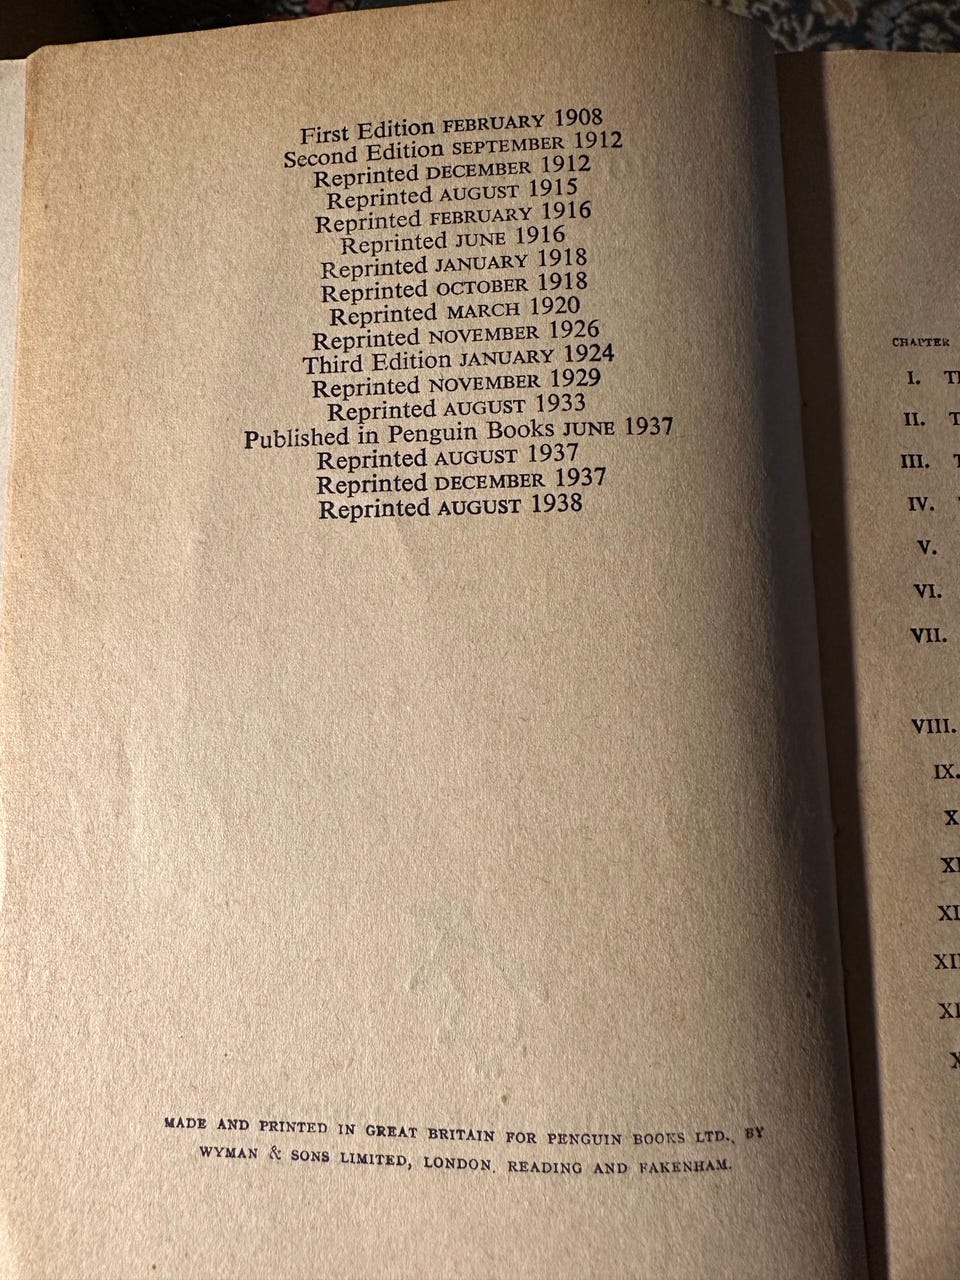 First Edition FEBRUARY 1908
Second Edition SEPTEMBER 1912
Reprinted DECEMBER 1912
Reprinted AUGUST 1915
Reprinted FEBRUARY 1916
Reprinted JUNE 1916
Reprinted JANUARY 1918
Reprinted OCTOBER 1918
Reprinted MARCH 1920
Reprinted NOVEMBER 1926
Third Edition JANUARY 1924
Reprinted NOVEMBER 1929
Reprinted AUGUST 1933
Published in Penguin Books JUNE 1937
Reprinted AUGUST 1937
Reprinted DECEMBER 1937
Reprinted AUGUST 1938
MADE AND PRINTED IN GREAT BRITAIN FOR PENGUIN BOOKS LTD., BY
WYMAN & SONS LIMITED, LONDON, READING AND FAKENHAM.
CHAPTER
I.
II.
III.
IV.
V.
VI.
VII.
VIII.
IX.